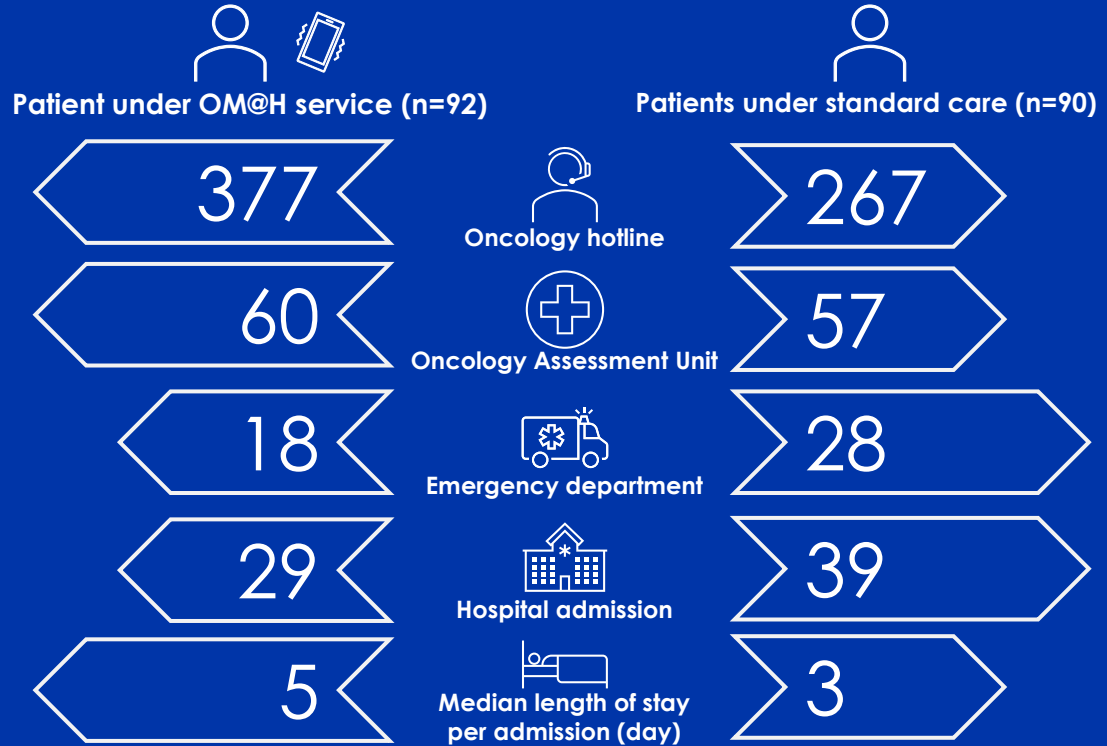 Patient under OM@H service (n=92)
Patients under standard care (n=90)
377
Oncology hotline
267
60
Oncology Assessment Unit
57
18
Emergency department
28
29
Hospital admission
39
5
Median length of stay
per admission (day)
3